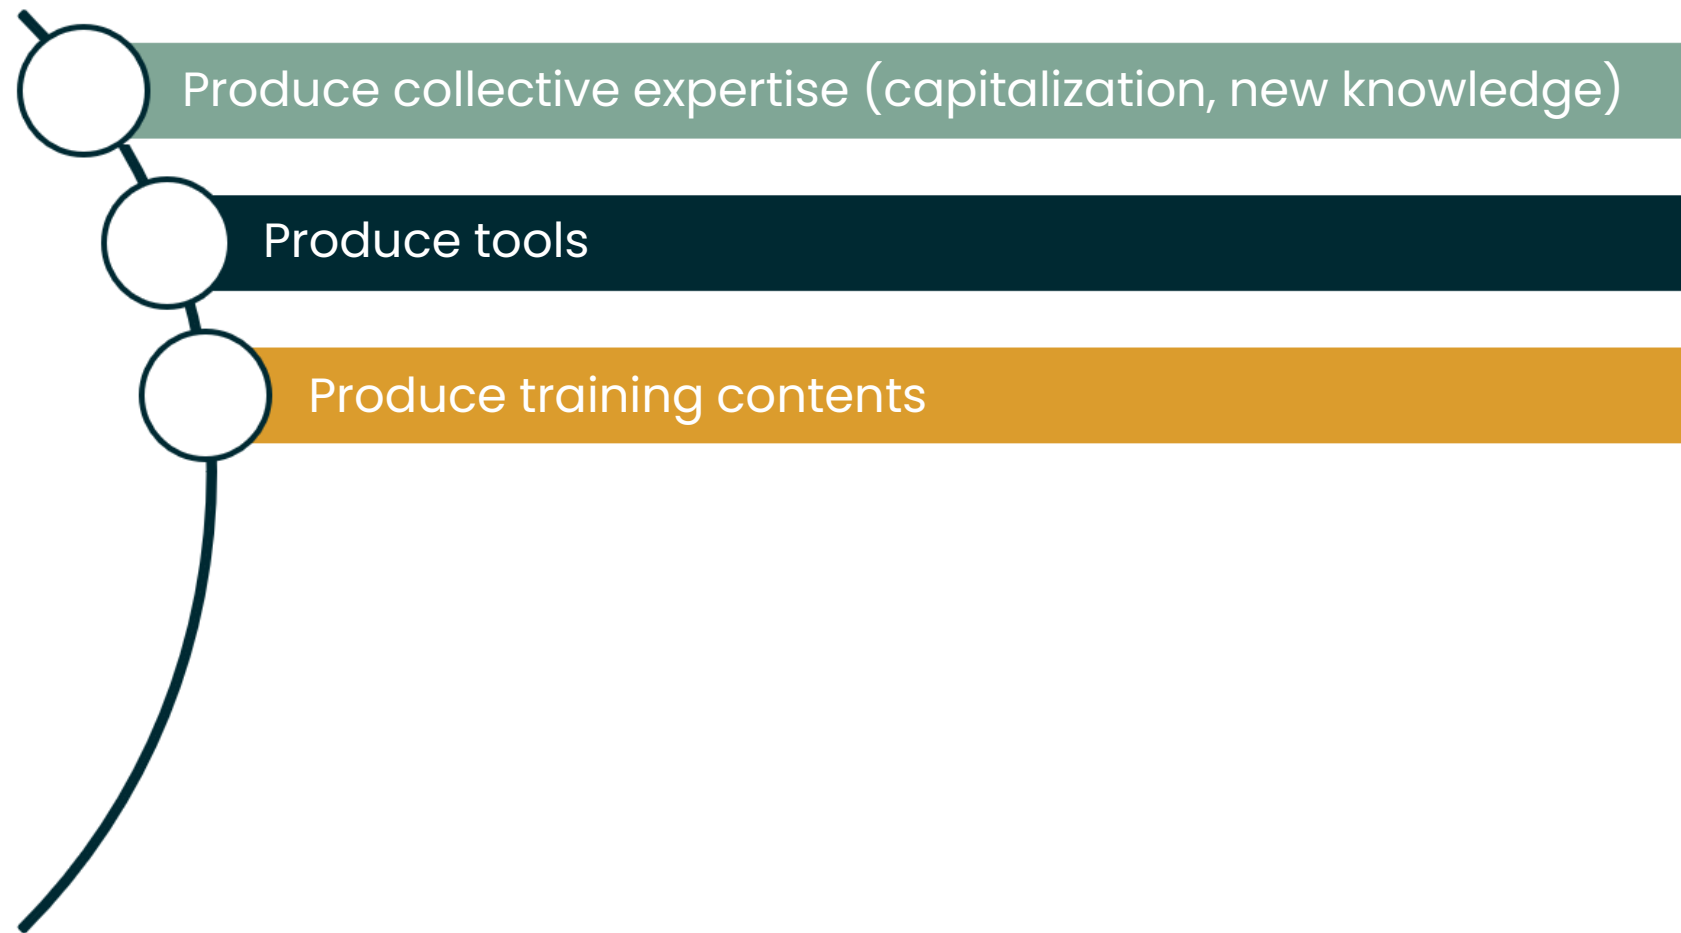 Produce collective expertise (capitalization, new knowledge)
Produce tools
Produce training contents